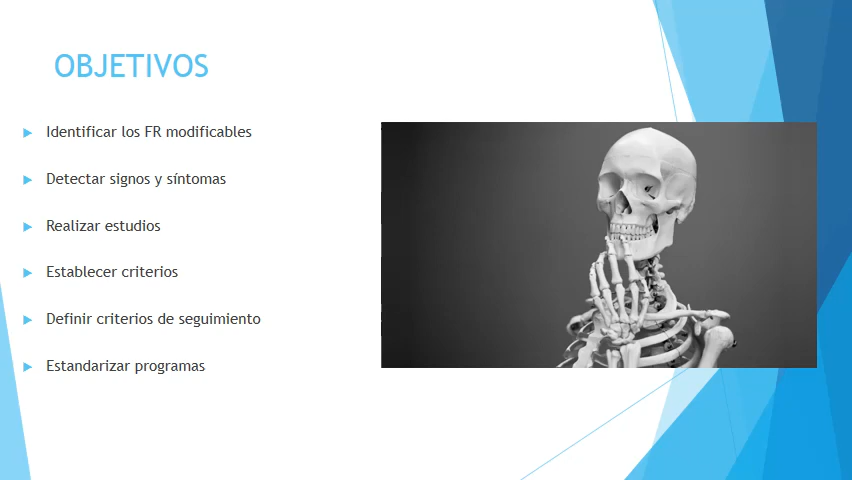 OBJETIVOS
Identificar los FR modificables
Detectar signos y síntomas
Realizar estudios
Establecer criterios
Definir criterios de seguimiento
Estandarizar programas